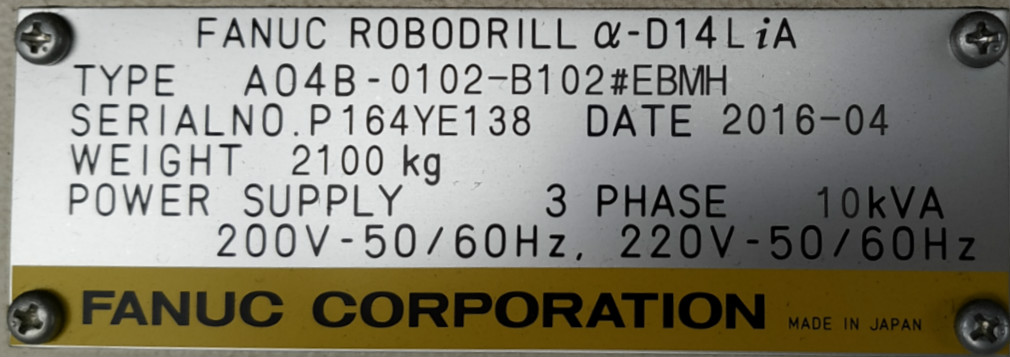 FANUC ROBODRILL α-D14LiA
TYPE A04B-0102-B102#EBMH
SERIALNO.P164YE138 DATE 2016-04
WEIGHT 2100 kg
POWER SUPPLY 3 PHASE 10kVA
200V-50/60Hz, 220V-50/60Hz
FANUC CORPORATION MADE IN JAPAN